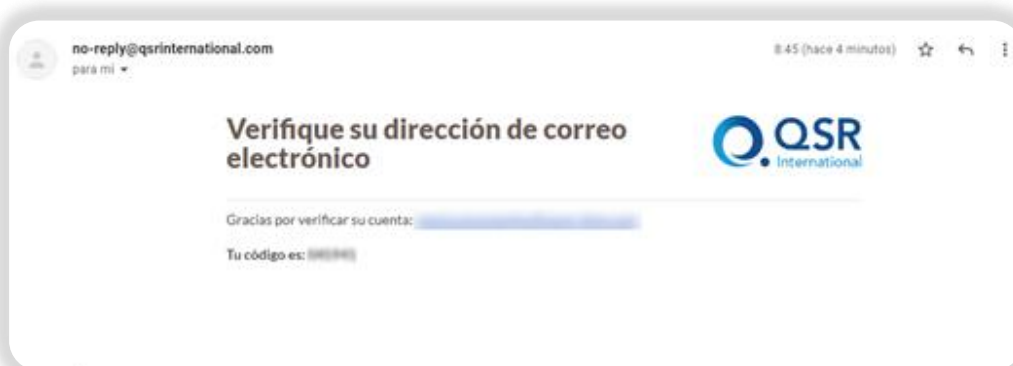 no-reply@qsrinternational.com
8:45 (hace 4 minutos)
para mí
Verifique su dirección de correo
electrónico
QSR
International
Gracias por verificar su cuenta:
Tu código es: